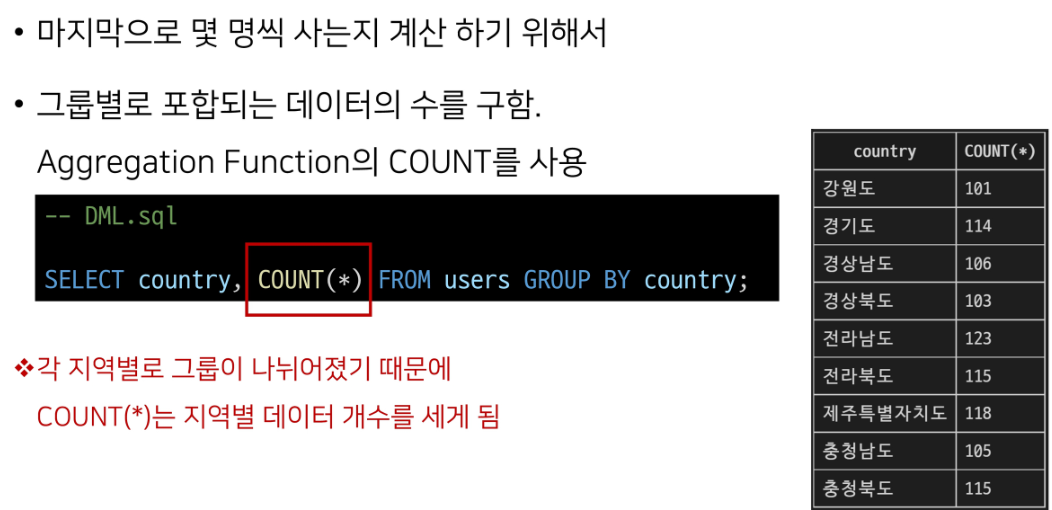 • 마지막으로 몇 명씩 사는지 계산 하기 위해서
• 그룹별로 포합되는 데이터의 수를 구함.
Aggregation Function의 COUNT를 사용
-- DML.sql
SELECT country, COUNT(*) FROM users GROUP BY country;
❖각 지역별로 그룹이 나뉘어졌기 때문에
COUNT(*)는 지역별 데이터 개수를 세게 됨
country COUNT(*)
강원도 101
경기도 114
경상남도 106
경상북도 103
전라남도 123
전라북도 115
제주특별자치도 118
충청남도 105
충청북도 115